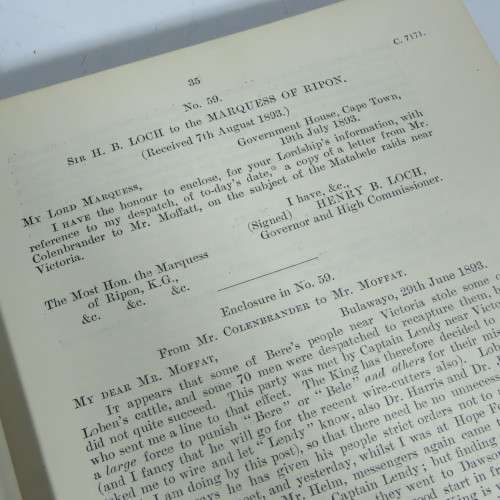 C. 7171.
35
No. 59.
SIR H. B. LOCH to the MARQUESS OF RIPON.
(Received 7th August 1893.)
Government House, Cape Town,
19th July 1893.
MY LORD MARQUESS,
I HAVE the honour to enclose, for your Lordship's information, with
reference to my despatch, of to-day's date,* a copy of a letter from Mr.
Colenbrander to Mr. Moffatt, on the subject of the Matabele raids near
Victoria.
I have, &c.,
(Signed) HENRY B. LOCH,
Governor and High Commissioner.
The Most Hon. the Marquess
of Ripon, K.G.,
&c. &c. &c.
Enclosure in No. 59.
From Mr. COLENBRANDER to Mr. MOFFAT.
Bulawayo, 29th June 1893.
MY DEAR MR. MOFFAT,
IT appears that some of Bere's people near Victoria stole some
Loben's cattle, and some 70 men were despatched to recapture them,
did not quite succeed. This party was met by Captain Lendy near
who sent me a line to that effect. The King has therefore decided to
a large force to punish "Bere" or "Bele" and others for their
(and I fancy that he will go for the recent wire-cutters also).
asked me to wire and let "Lendy" know, also Dr. Harris and Dr.
I am doing by this post), so that there need be no
says he has given his people strict orders not to
and yesterday, whilst I was at Hope
Mr. Helm, messengers again came
Captain Lendy; but
they went to
start